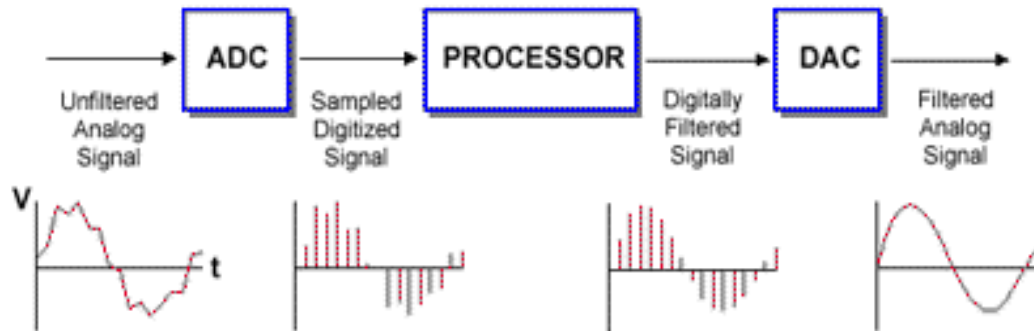 ADC
PROCESSOR
DAC
Unfiltered
Analog
Signal
Sampled
Digitized
Signal
Digitally
Filtered
Signal
Filtered
Analog
Signal
V
t